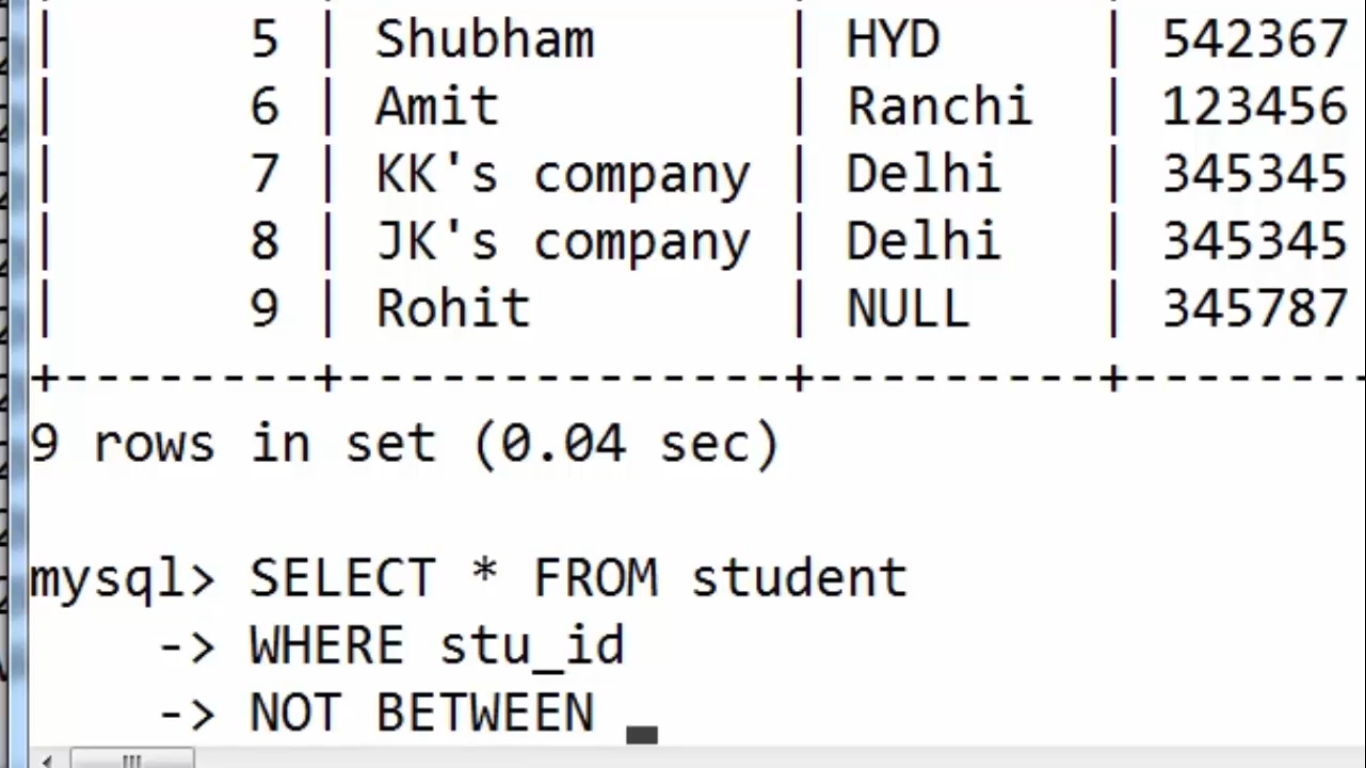 | 5 | Shubham | HYD | 542367
| 6 | Amit | Ranchi | 123456
| 7 | KK's company | Delhi | 345345
| 8 | JK's company | Delhi | 345345
| 9 | Rohit | NULL | 345787
+--------+--------------+---------+--------
9 rows in set (0.04 sec)
mysql> SELECT * FROM student
-> WHERE stu_id
-> NOT BETWEEN